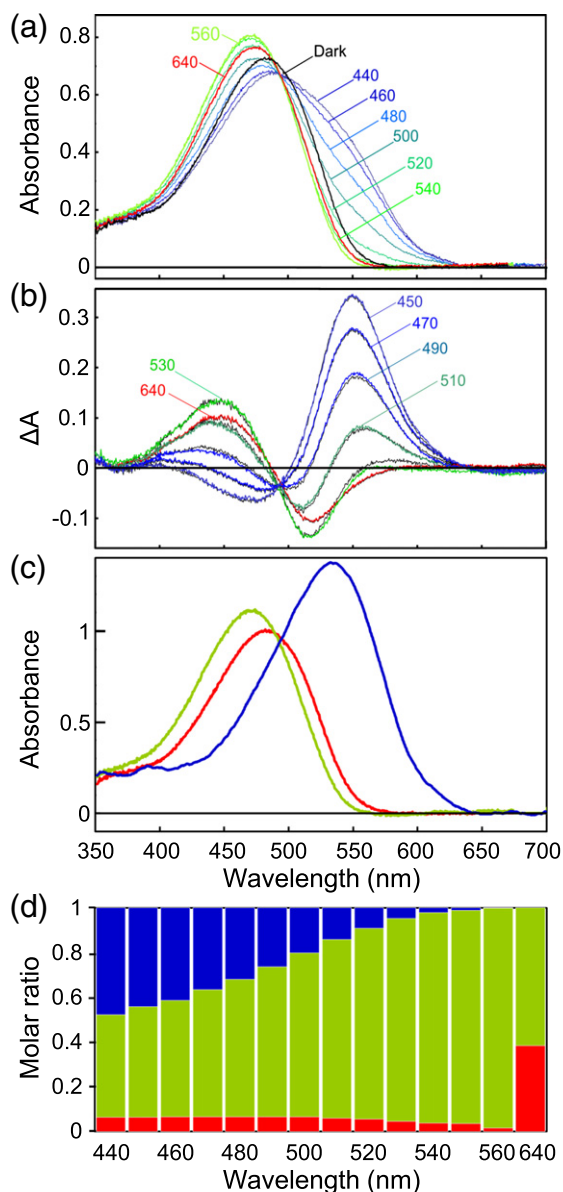 (a)
0.8
0.6
0.4
0.2
0
Absorbance
560
640
Dark
440
460
480
500
520
540
(b)
0.3
0.2
0.1
0
-0.1
ΔA
530
640
450
470
490
510
(c)
1
0.5
0
Absorbance
350 400 450 500 550 600 650 700
Wavelength (nm)
(d)
1
0.8
0.6
0.4
0.2
0
Molar ratio
440 460 480 500 520 540 560 640
Wavelength (nm)